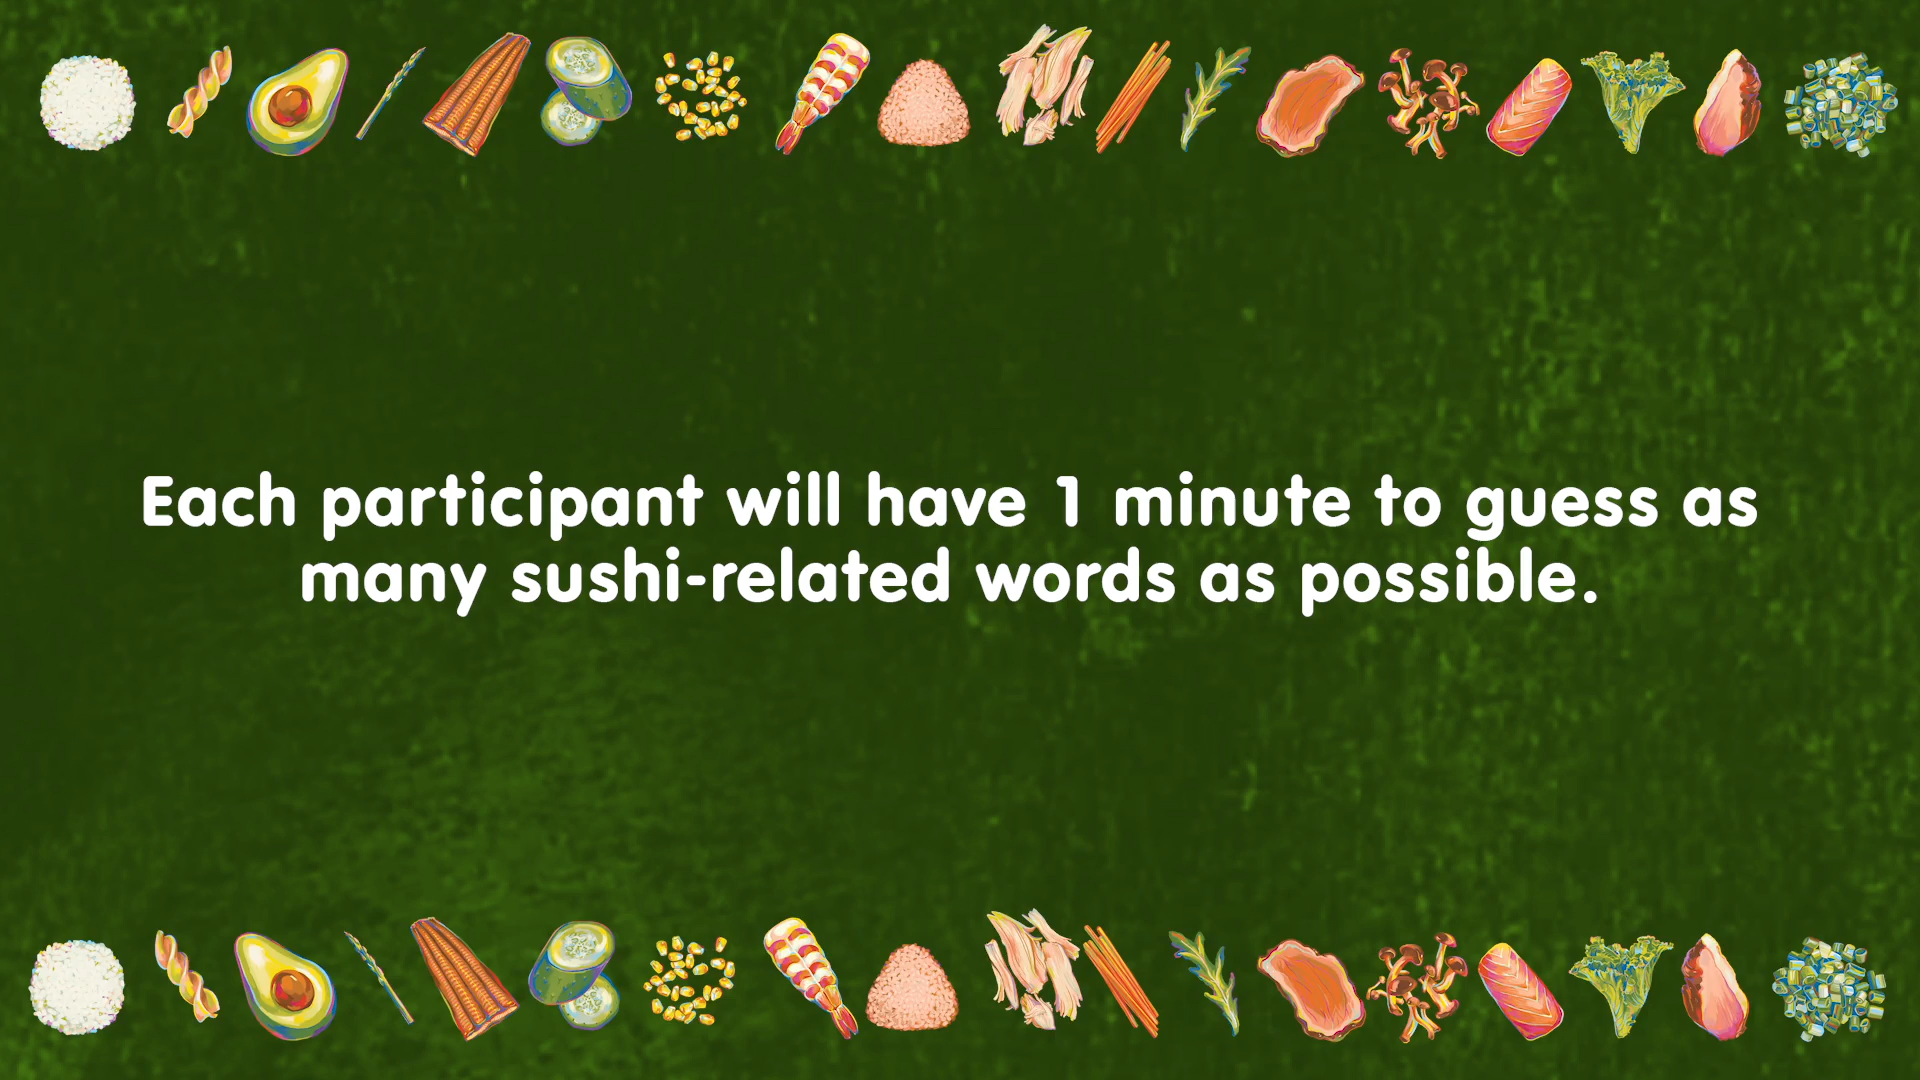 Each participant will have 1 minute to guess as
many sushi-related words as possible.